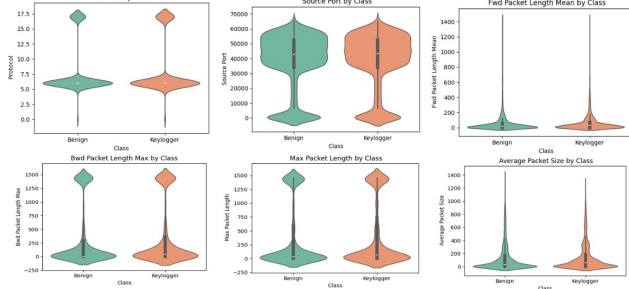 Source Port by Class
Fwd Packet Length Mean by Class
Protocol
17.5
15.0
12.5
10.0
7.5
5.0
2.5
0.0
Benign
Keylogger
Class
Source Port
70000
60000
50000
40000
30000
20000
10000
0
Benign
Keylogger
Class
Fwd Packet Length Mean
1400
1200
1000
800
600
400
200
0
Benign
Keylogger
Class
Bwd Packet Length Max by Class
Bwd Packet Length Max
1500
1250
1000
750
500
250
0
−250
Benign
Keylogger
Class
Max Packet Length by Class
Max Packet Length
1500
1250
1000
750
500
250
0
−250
Benign
Keylogger
Class
Average Packet Size by Class
Average Packet Size
1400
1200
1000
800
600
400
200
0
Benign
Keylogger
Class